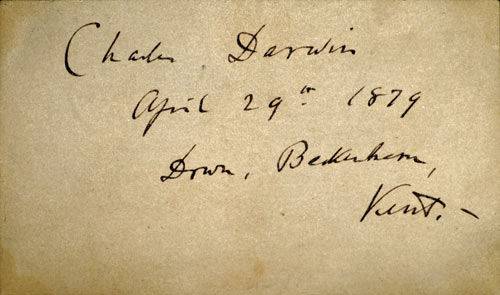 Charles Darwin
April 29th 1879
Down, Beckenham,
Kent.—